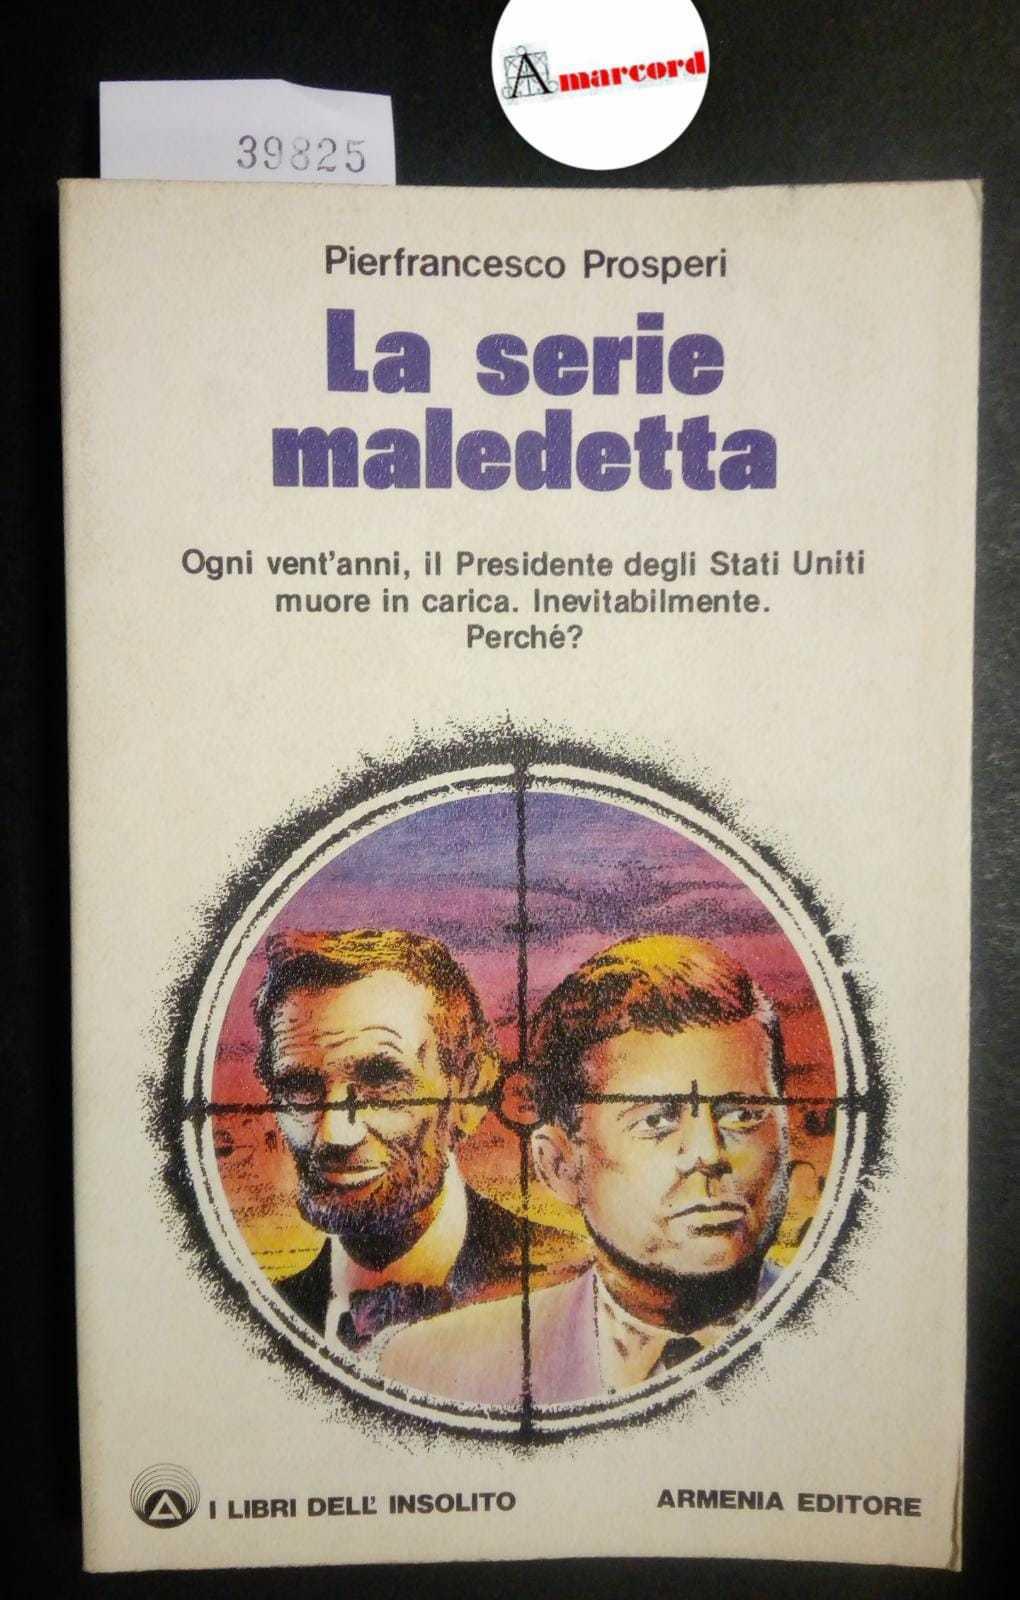 Amarcord
39825
Pierfrancesco Prosperi
La serie
maledetta
Ogni vent'anni, il Presidente degli Stati Uniti
muore in carica. Inevitabilmente.
Perché?
I LIBRI DELL' INSOLITO
ARMENIA EDITORE